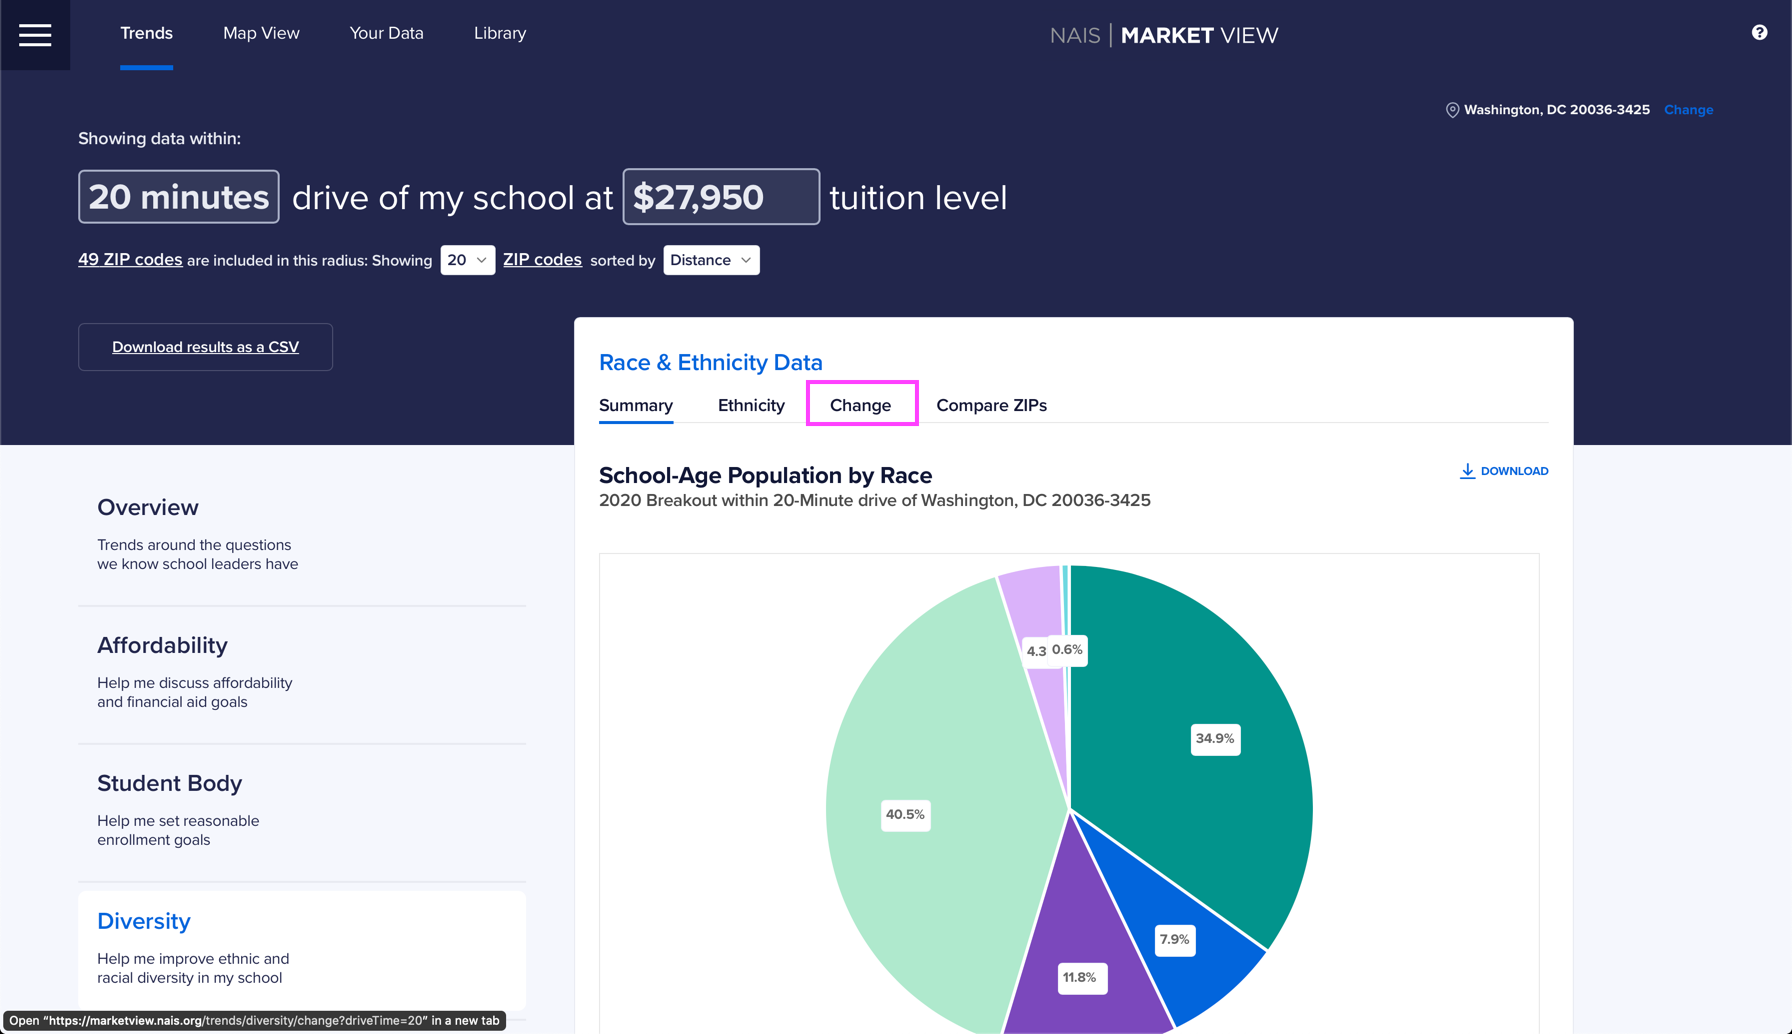 Trends Map View Your Data Library
NAIS | MARKET VIEW
?
Washington, DC 20036-3425 Change
Showing data within:
20 minutes drive of my school at $27,950 tuition level
49 ZIP codes are included in this radius: Showing 20 ZIP codes sorted by Distance
Download results as a CSV
Race & Ethnicity Data
Summary Ethnicity Change Compare ZIPs
School-Age Population by Race
2020 Breakout within 20-Minute drive of Washington, DC 20036-3425
DOWNLOAD
Overview
Trends around the questions
we know school leaders have
Affordability
Help me discuss affordability
and financial aid goals
Student Body
Help me set reasonable
enrollment goals
Diversity
Help me improve ethnic and
racial diversity in my school
4.3 0.6%
34.9%
40.5%
7.9%
11.8%
Open “https://marketview.nais.org/trends/diversity/change?driveTime=20” in a new tab